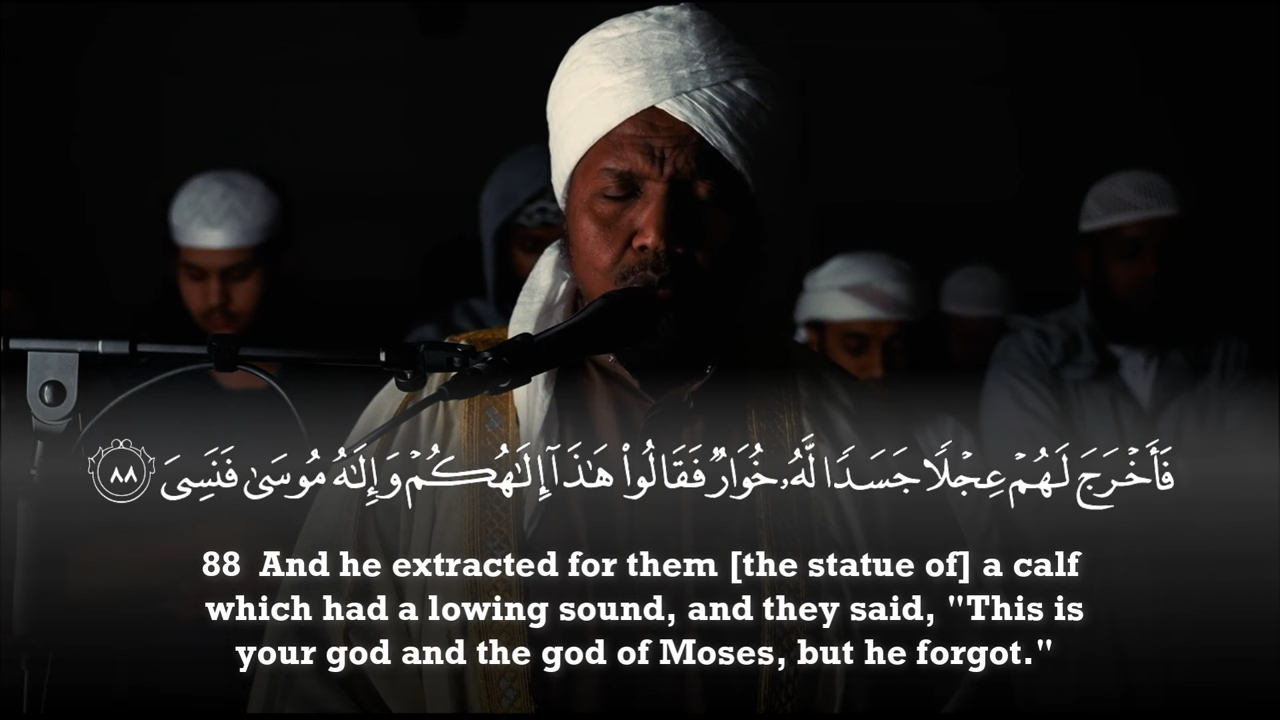 فَأَخْرَجَ لَهُمْ عِجْلًا جَسَدًا لَّهُۥ خُوَارٌ فَقَالُوا۟ هَٰذَآ إِلَٰهُكُمْ وَإِلَٰهُ مُوسَىٰ فَنَسِىَ ٨٨
88 And he extracted for them [the statue of] a calf
which had a lowing sound, and they said, "This is
your god and the god of Moses, but he forgot."